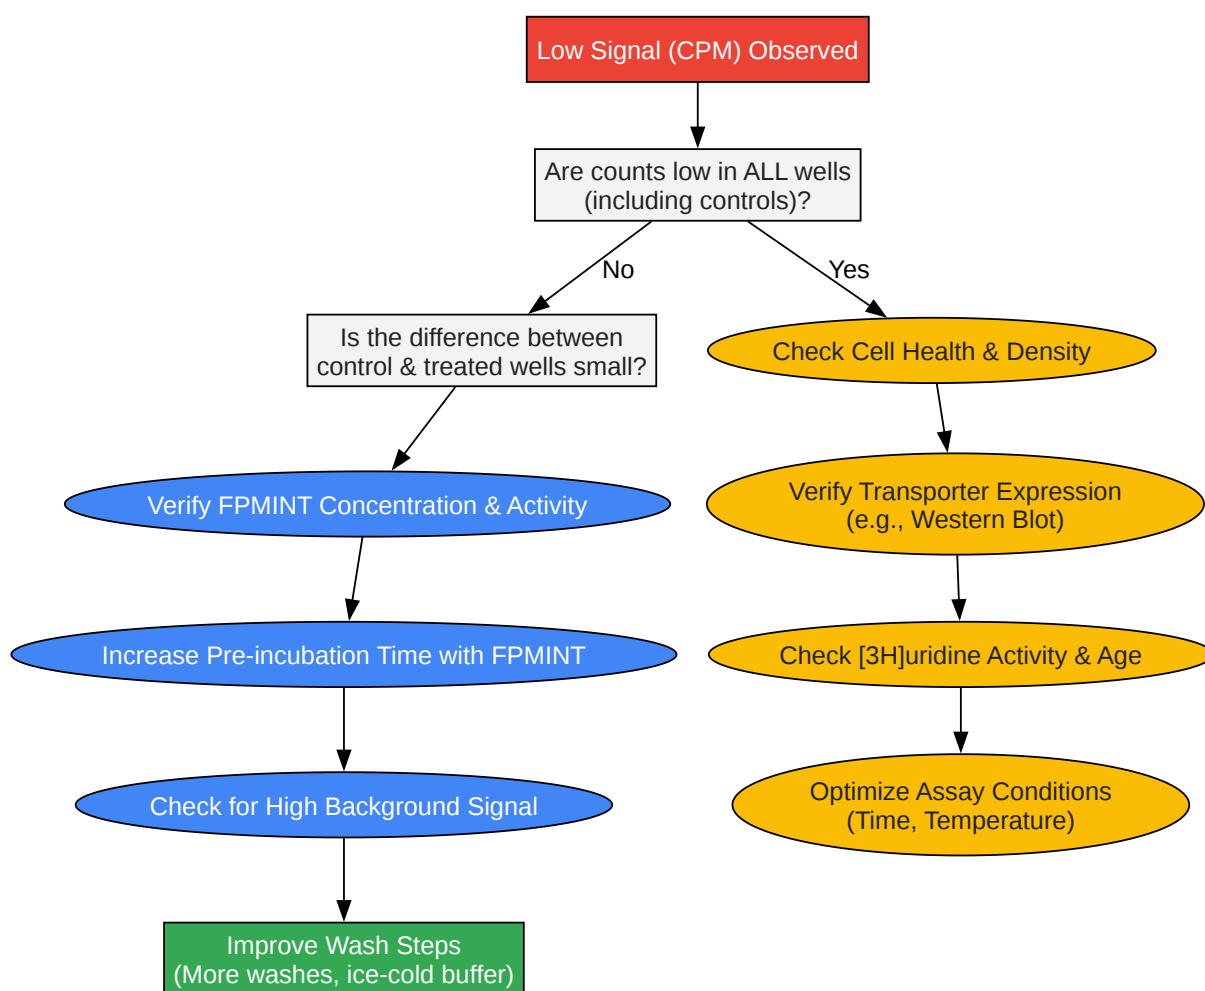 Low Signal (CPM) Observed
Are counts low in ALL wells
(including controls)?
No
Yes
Is the difference between
control & treated wells small?
Check Cell Health & Density
Verify FPMINT Concentration & Activity
Verify Transporter Expression
(e.g., Western Blot)
Increase Pre-incubation Time with FPMINT
Check [3H]uridine Activity & Age
Check for High Background Signal
Optimize Assay Conditions
(Time, Temperature)
Improve Wash Steps
(More washes, ice-cold buffer)